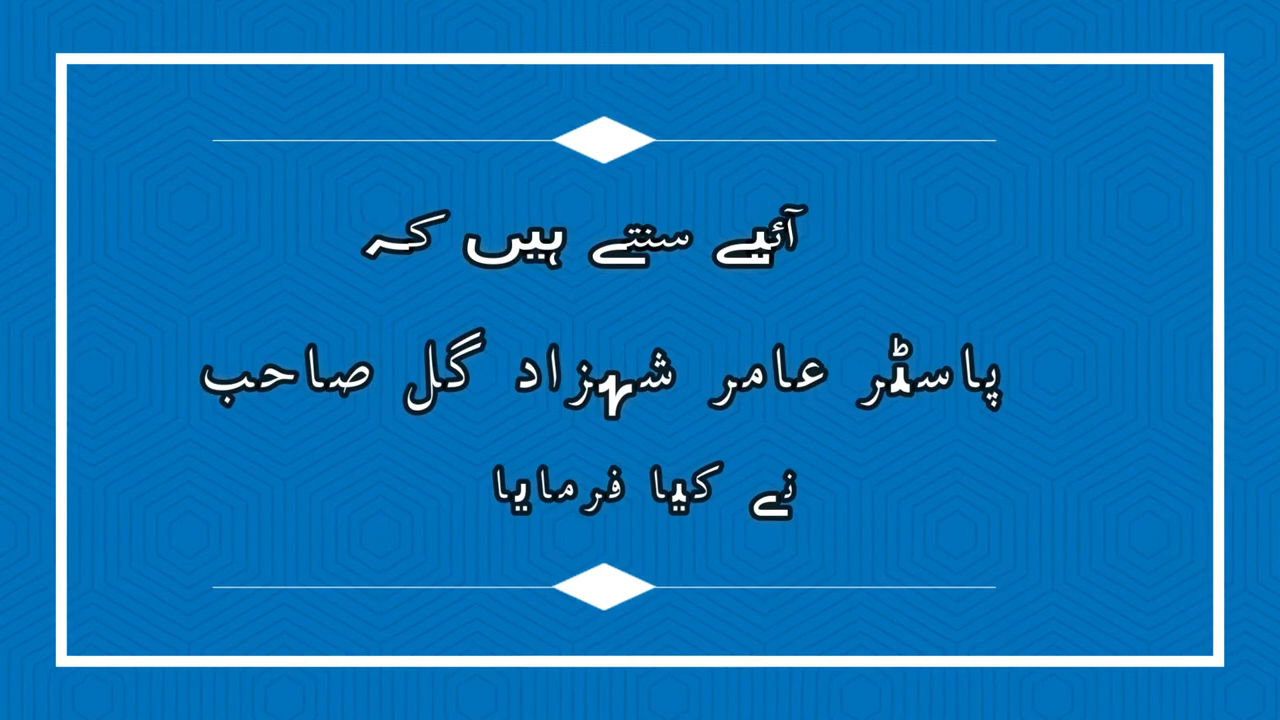 آئیے سنتے ہیں کہ
پاسٹر عامر شہزاد گل صاحب
نے کیا فرمایا